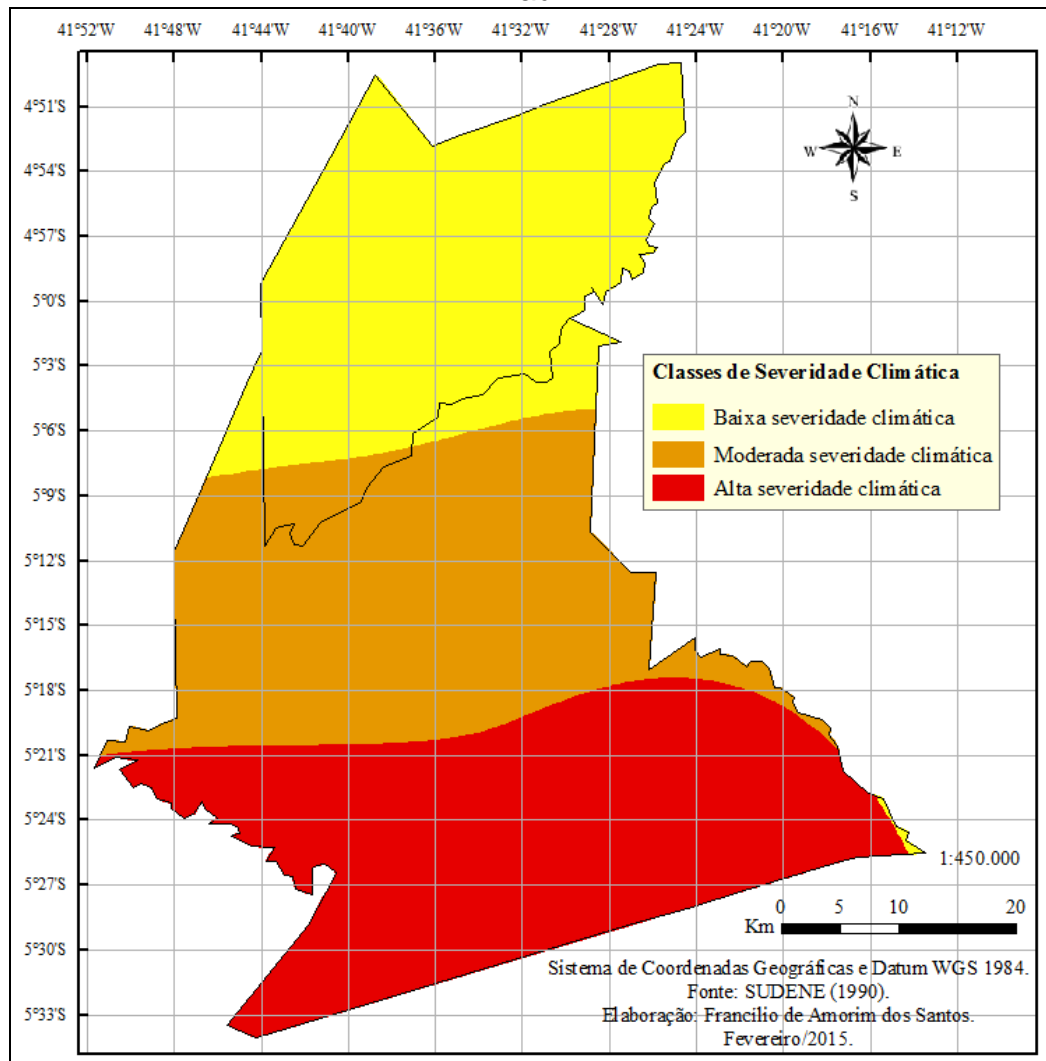 41°52'W 41°48'W 41°44'W 41°40'W 41°36'W 41°32'W 41°28'W 41°24'W 41°20'W 41°16'W 41°12'W
4°51'S
4°54'S
4°57'S
5°0'S
5°3'S
5°6'S
5°9'S
5°12'S
5°15'S
5°18'S
5°21'S
5°24'S
5°27'S
5°30'S
5°33'S
N
W E
S
Classes de Severidade Climática
Baixa severidade climática
Moderada severidade climática
Alta severidade climática
1:450.000
0 5 10 20
Km
Sistema de Coordenadas Geográficas e Datum WGS 1984.
Fonte: SUDENE (1990).
Elaboração: Francílio de Amorim dos Santos.
Fevereiro/2015.